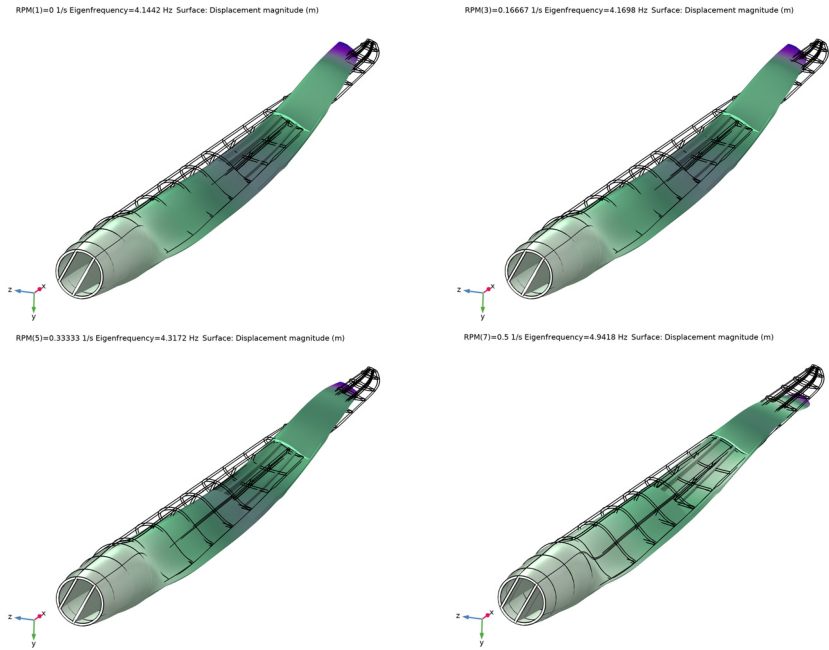 RPM(1)=0 1/s Eigenfrequency=4.1442 Hz Surface: Displacement magnitude (m)
RPM(3)=0.16667 1/s Eigenfrequency=4.1698 Hz Surface: Displacement magnitude (m)
z x
y
z x
y
RPM(5)=0.33333 1/s Eigenfrequency=4.3172 Hz Surface: Displacement magnitude (m)
RPM(7)=0.5 1/s Eigenfrequency=4.9418 Hz Surface: Displacement magnitude (m)
z x
y
z x
y